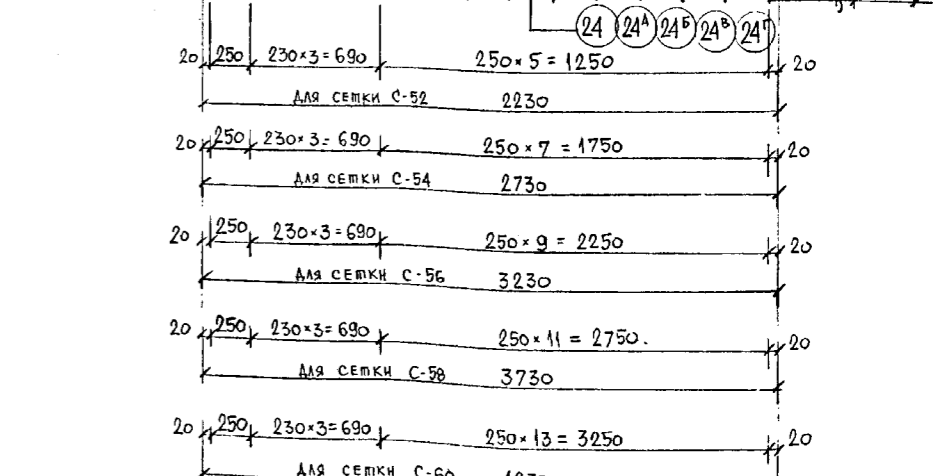 24 24А 24Б 24В 24Г
20 250 230×3=690 250×5=1250 20
ДЛЯ СЕТКИ С-52 2230
20 250 230×3=690 250×7=1750 20
ДЛЯ СЕТКИ С-54 2730
20 250 230×3=690 250×9=2250 20
ДЛЯ СЕТКИ С-56 3230
20 250 230×3=690 250×11=2750. 20
ДЛЯ СЕТКИ С-58 3730
20 250 230×3=690 250×13=3250 20
ДЛЯ СЕТКИ С-60